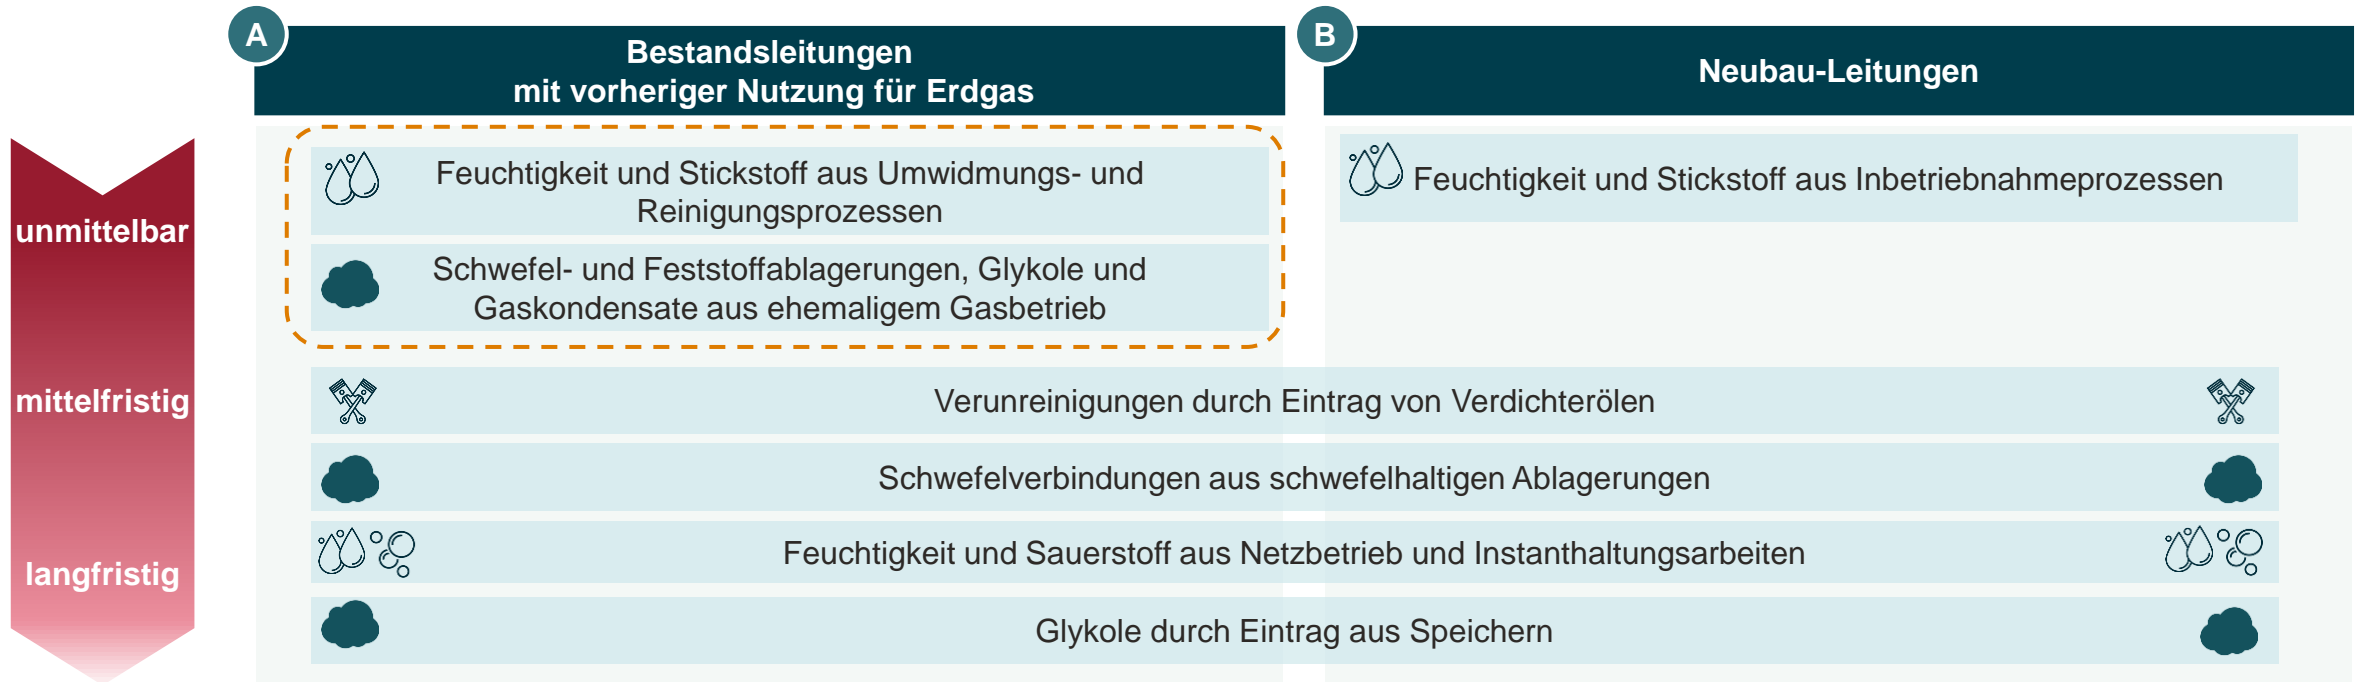 A
Bestandsleitungen
mit vorheriger Nutzung für Erdgas
B
Neubau-Leitungen
unmittelbar
Feuchtigkeit und Stickstoff aus Umwidmungs- und
Reinigungsprozessen
Feuchtigkeit und Stickstoff aus Inbetriebnahmeprozessen
Schwefel- und Feststoffablagerungen, Glykole und
Gaskondensate aus ehemaligem Gasbetrieb
mittelfristig
Verunreinigungen durch Eintrag von Verdichterölen
Schwefelverbindungen aus schwefelhaltigen Ablagerungen
langfristig
Feuchtigkeit und Sauerstoff aus Netzbetrieb und Instanthaltungsarbeiten
Glykole durch Eintrag aus Speichern